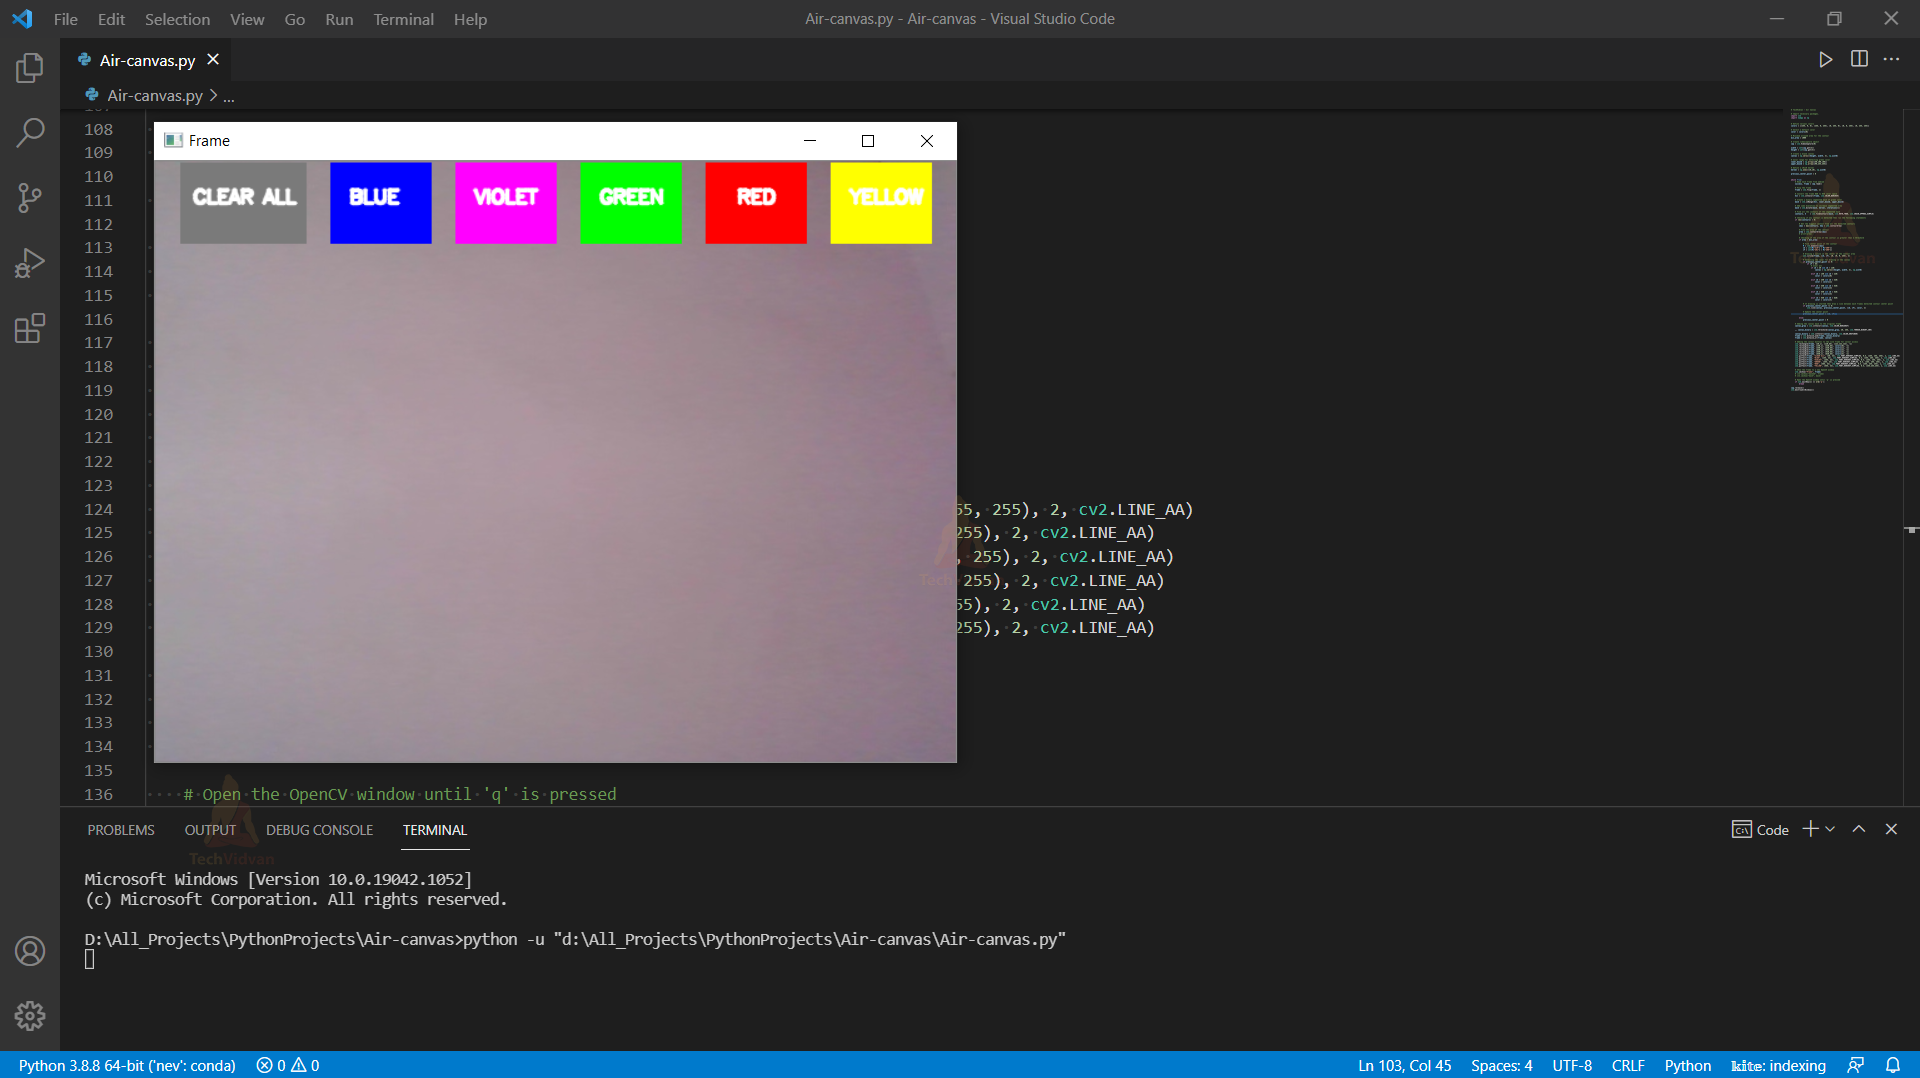 File Edit Selection View Go Run Terminal Help
Air-canvas.py - Air-canvas - Visual Studio Code
Air-canvas.py
Air-canvas.py > ...
Frame
CLEAR ALL BLUE VIOLET GREEN RED YELLOW
108
109
110
111
112
113
114
115
116
117
118
119
120
121
122
123
124 55, 255), 2, cv2.LINE_AA)
125 255), 2, cv2.LINE_AA)
126 , 255), 2, cv2.LINE_AA)
127 255), 2, cv2.LINE_AA)
128 55), 2, cv2.LINE_AA)
129 255), 2, cv2.LINE_AA)
130
131
132
133
134
135
136 # Open the OpenCV window until 'q' is pressed
PROBLEMS OUTPUT DEBUG CONSOLE TERMINAL
Code
TechVidvan
Microsoft Windows [Version 10.0.19042.1052]
(c) Microsoft Corporation. All rights reserved.
D:\All_Projects\PythonProjects\Air-canvas>python -u "d:\All_Projects\PythonProjects\Air-canvas\Air-canvas.py"
Python 3.8.8 64-bit ('nev': conda) 0 0
Ln 103, Col 45 Spaces: 4 UTF-8 CRLF Python kite: indexing